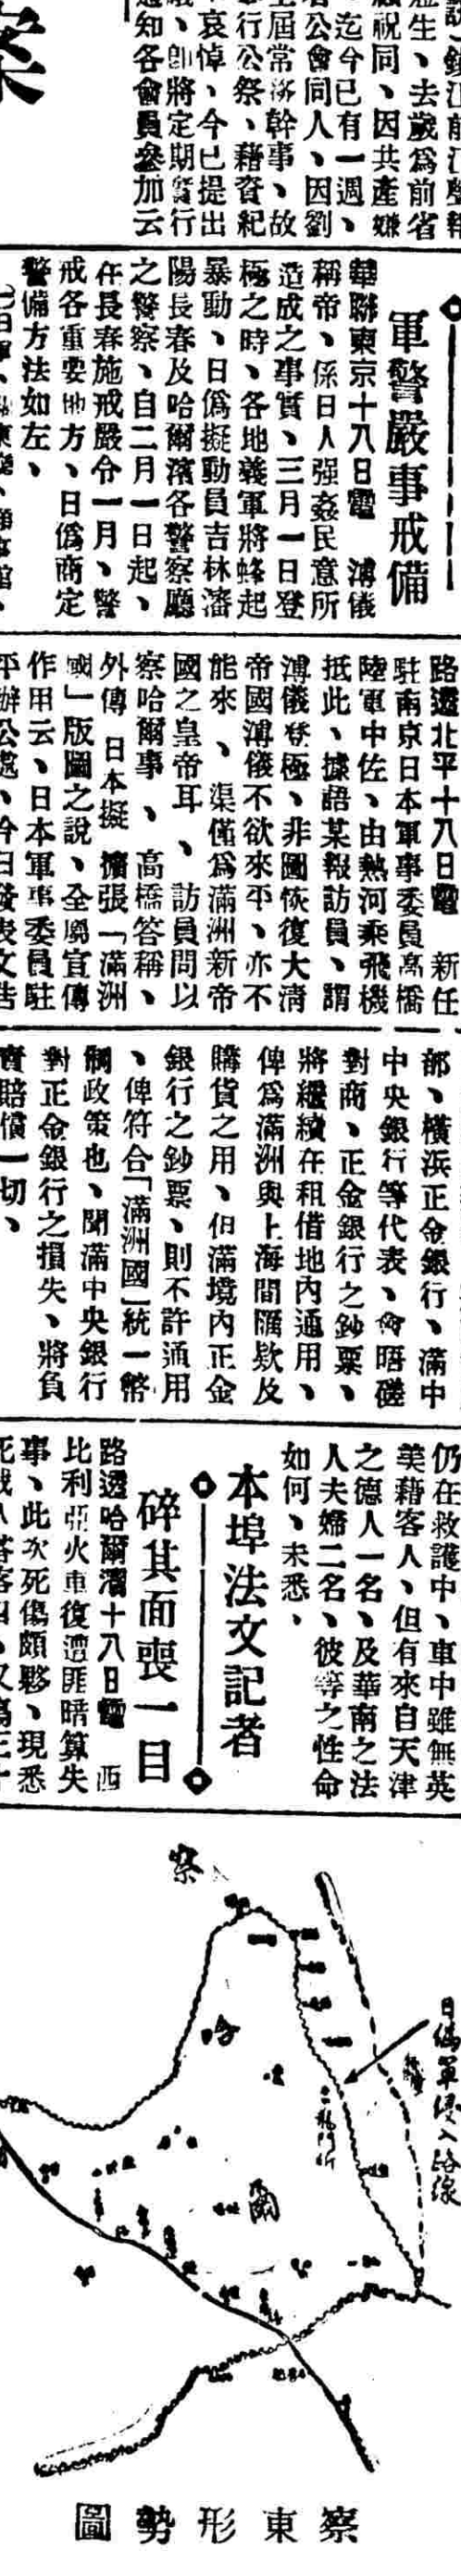 案
說、鎮江前江聲報
生、去歲爲前省
祝同、因共產嫌
迄今已有一週、
公會同人、因劉
屆常務幹事、故
行公祭、藉資紀
哀悼、今已提出
議、卽將定期實行
通知各會員參加云
軍警嚴事戒備
華聯東京十八日電　溥儀
稱帝、係日人强姦民意所
造成之事實、三月一日登
極之時、各地義軍將蜂起
暴動、日僞擬動員吉林瀋
陽長春及哈爾濱各警察廳
之警察、自二月一日起、
在長春施戒嚴令一月、警
戒各重要地方、日僞商定
警備方法如左、
路透北平十八日電　新任
駐南京日本軍事委員高橋
陸軍中佐、由熱河乘飛機
抵此、據語某報訪員、謂
溥儀登極、非圖恢復大淸
帝國溥儀不欲來平、亦不
能來、渠僅爲滿洲新帝
國之皇帝耳、訪員問以
察哈爾事、高橋答稱、
外傳日本擬擴張「滿洲
國」版圖之說、全屬宣傳
作用云、日本軍事委員駐
平辦公處、今日發表文告
部、橫浜正金銀行、滿中
中央銀行等代表、會晤磋
對商、正金銀行之鈔票、
將繼續在租借地內通用、
俾爲滿洲與上海間匯欵及
購貨之用、但滿境內正金
銀行之鈔票、則不許通用
、俾符合「滿洲國」統一幣
制政策也、聞滿中央銀行
對正金銀行之損失、將負
責賠償一切、
仍在救護中、車中雖無英
美藉客人、但有來自天津
之德人一名、及華南之法
人夫婦二名、彼等之性命
如何、未悉、
本埠法文記者
碎其面喪一目
路透哈爾濱十八日電　西
比利亞火車復遭匪暗算失
事、此次死傷頗夥、現悉
察
哈
爾
日僞軍侵入路線
察東形勢圖